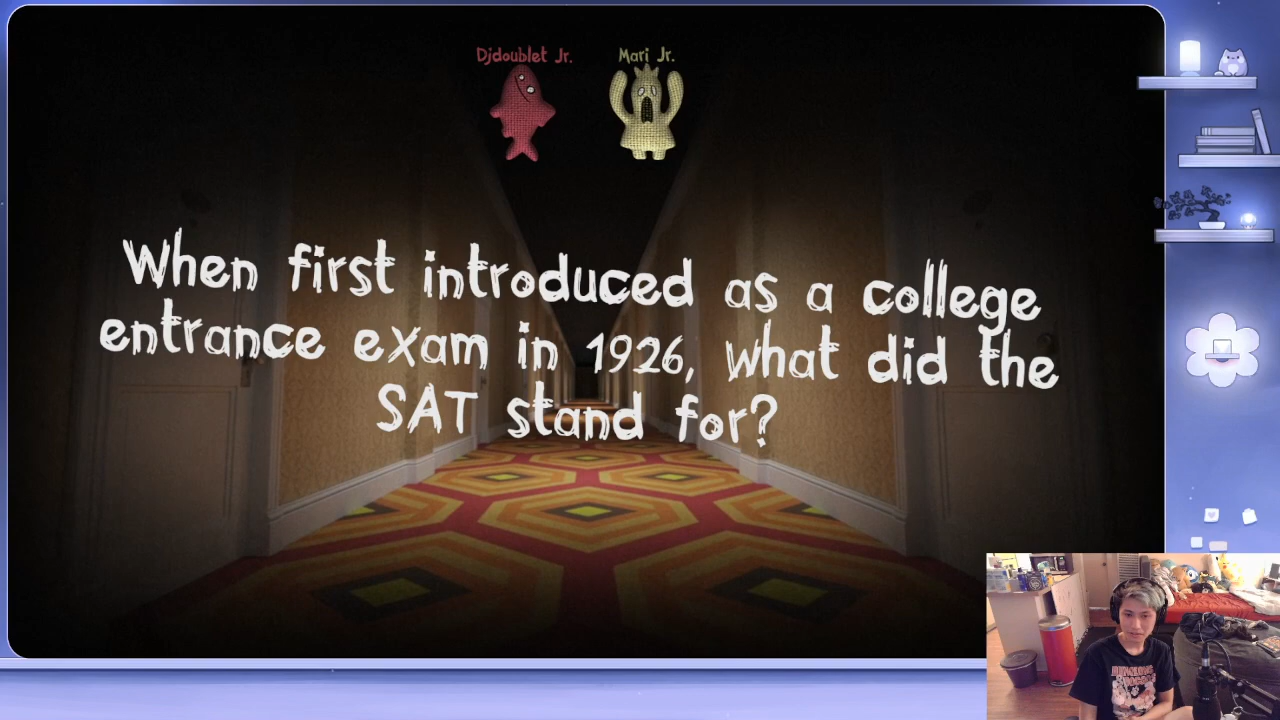 Djdoublet Jr.
Mari Jr.
When first introduced as a college
entrance exam in 1926, what did the
SAT stand for?